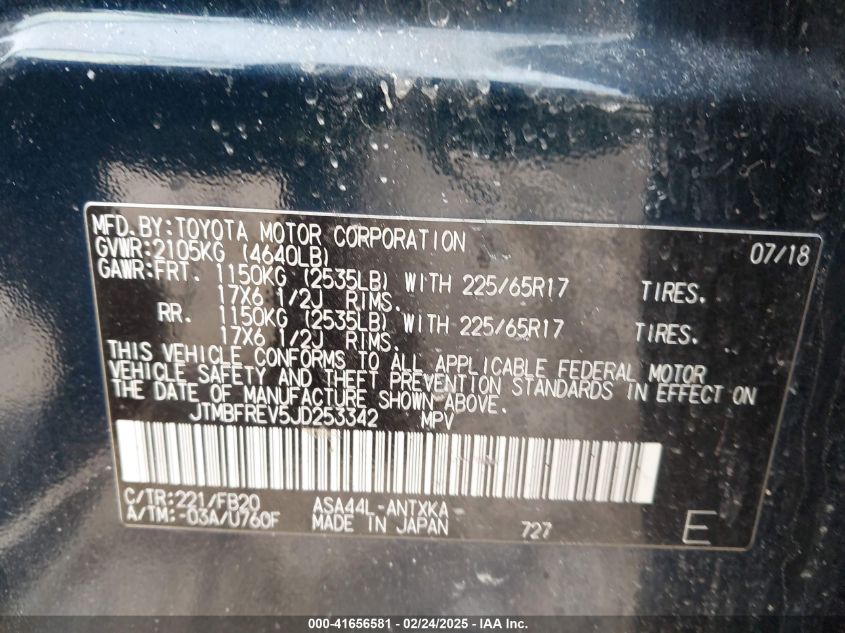 MFD.BY:TOYOTA MOTOR CORPORATION 07/18
GVWR:2105KG (4640LB)
GAWR:FRT. 1150KG (2535LB) WITH 225/65R17 TIRES.
17X6 1/2J RIMS.
RR. 1150KG (2535LB) WITH 225/65R17 TIRES.
17X6 1/2J RIMS.
THIS VEHICLE CONFORMS TO ALL APPLICABLE FEDERAL MOTOR
VEHICLE SAFETY AND THEFT PREVENTION STANDARDS IN EFFECT ON
THE DATE OF MANUFACTURE SHOWN ABOVE.
JTMBFREV5JD253342 MPV
C/TR:221/FB20 ASA44L-ANTXKA
A/TM:-03A/U760F MADE IN JAPAN 727 E
000-41656581 - 02/24/2025 - IAA Inc.